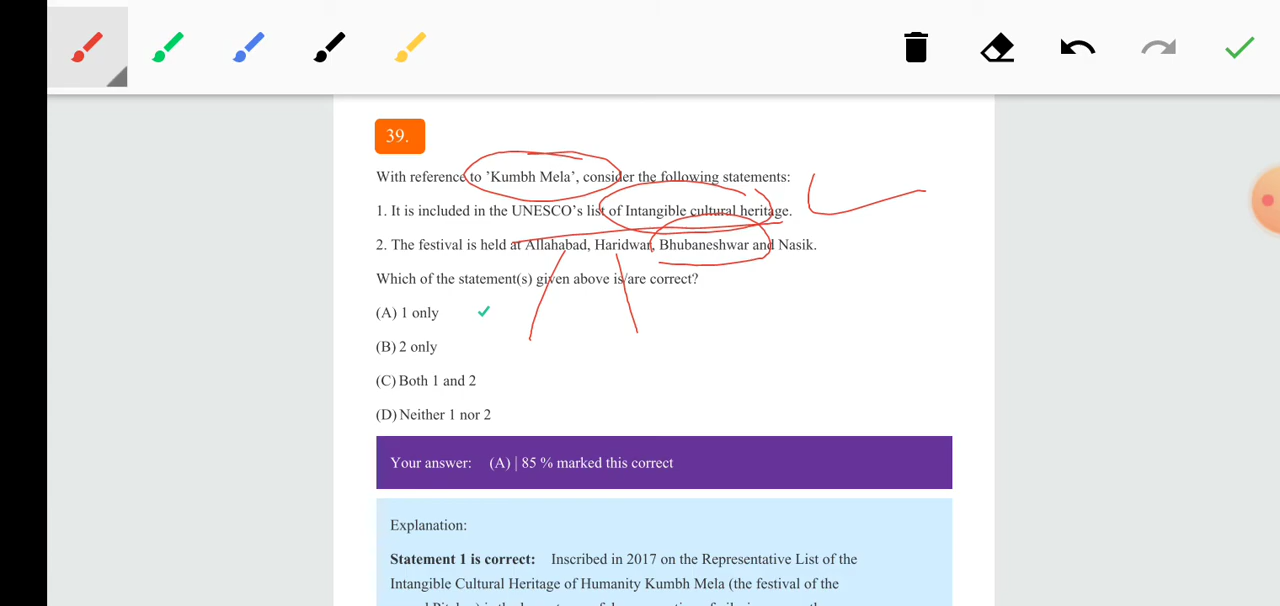 39.
With reference to 'Kumbh Mela', consider the following statements:
1. It is included in the UNESCO's list of Intangible cultural heritage.
2. The festival is held at Allahabad, Haridwar, Bhubaneshwar and Nasik.
Which of the statement(s) given above is/are correct?
(A) 1 only
(B) 2 only
(C) Both 1 and 2
(D) Neither 1 nor 2
Your answer: (A) | 85 % marked this correct
Explanation:
Statement 1 is correct: Inscribed in 2017 on the Representative List of the
Intangible Cultural Heritage of Humanity Kumbh Mela (the festival of the